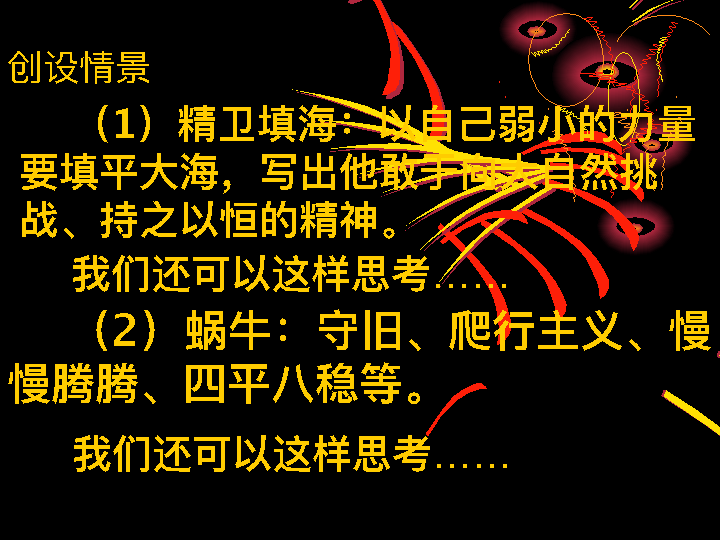 创设情景
（1）精卫填海：以自己弱小的力量
要填平大海，写出他敢于向大自然挑
战、持之以恒的精神。
我们还可以这样思考……
（2）蜗牛：守旧、爬行主义、慢
慢腾腾、四平八稳等。
我们还可以这样思考……